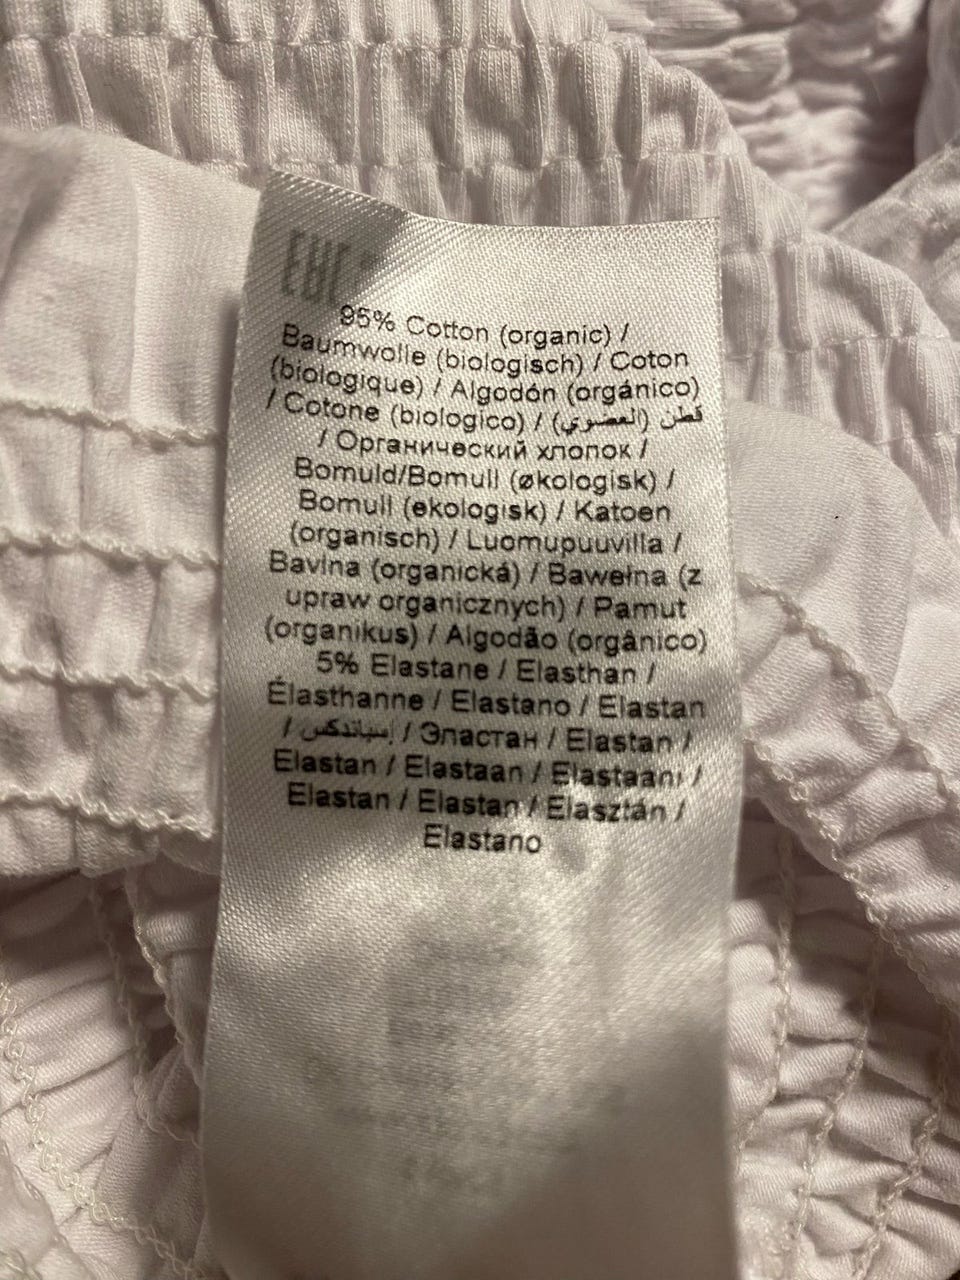 EAC
95% Cotton (organic) /
Baumwolle (biologisch) / Coton
(biologique) / Algodón (orgánico)
/ Cotone (biologico) / قطن (العضوي)
/ Органический хлопок /
Bomuld/Bomull (økologisk) /
Bomull (økologisk) / Katoen
(organisch) / Luomupuuvilla /
Bavlna (organická) / Bawełna (z
upraw organicznych) / Pamut
(organikus) / Algodão (orgânico)
5% Elastane / Elasthan /
Élasthanne / Elastano / Elastan
/ إسباندكس / Эластан / Elastan /
Elastan / Elastaan / Elastaani /
Elastan / Elastan / Elasztán /
Elastano